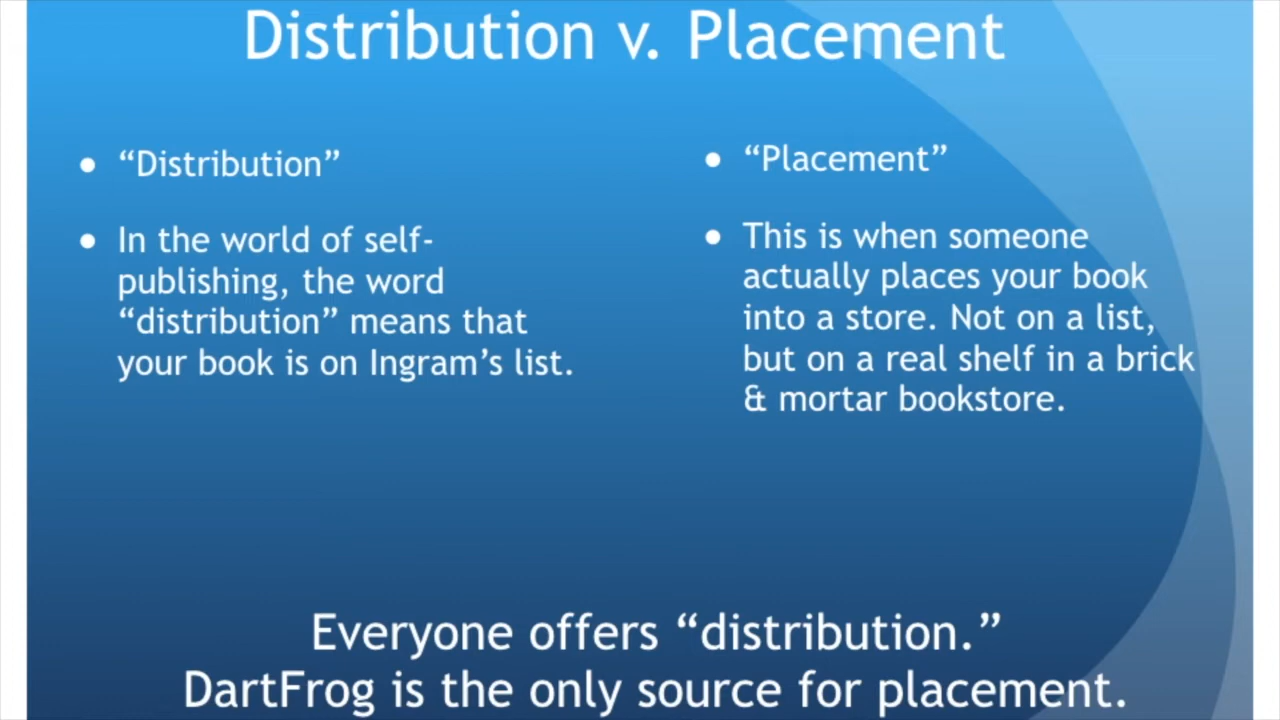 Distribution v. Placement
• “Distribution”
• In the world of self-
publishing, the word
“distribution” means that
your book is on Ingram’s list.
• “Placement”
• This is when someone
actually places your book
into a store. Not on a list,
but on a real shelf in a brick
& mortar bookstore.
Everyone offers “distribution.”
DartFrog is the only source for placement.